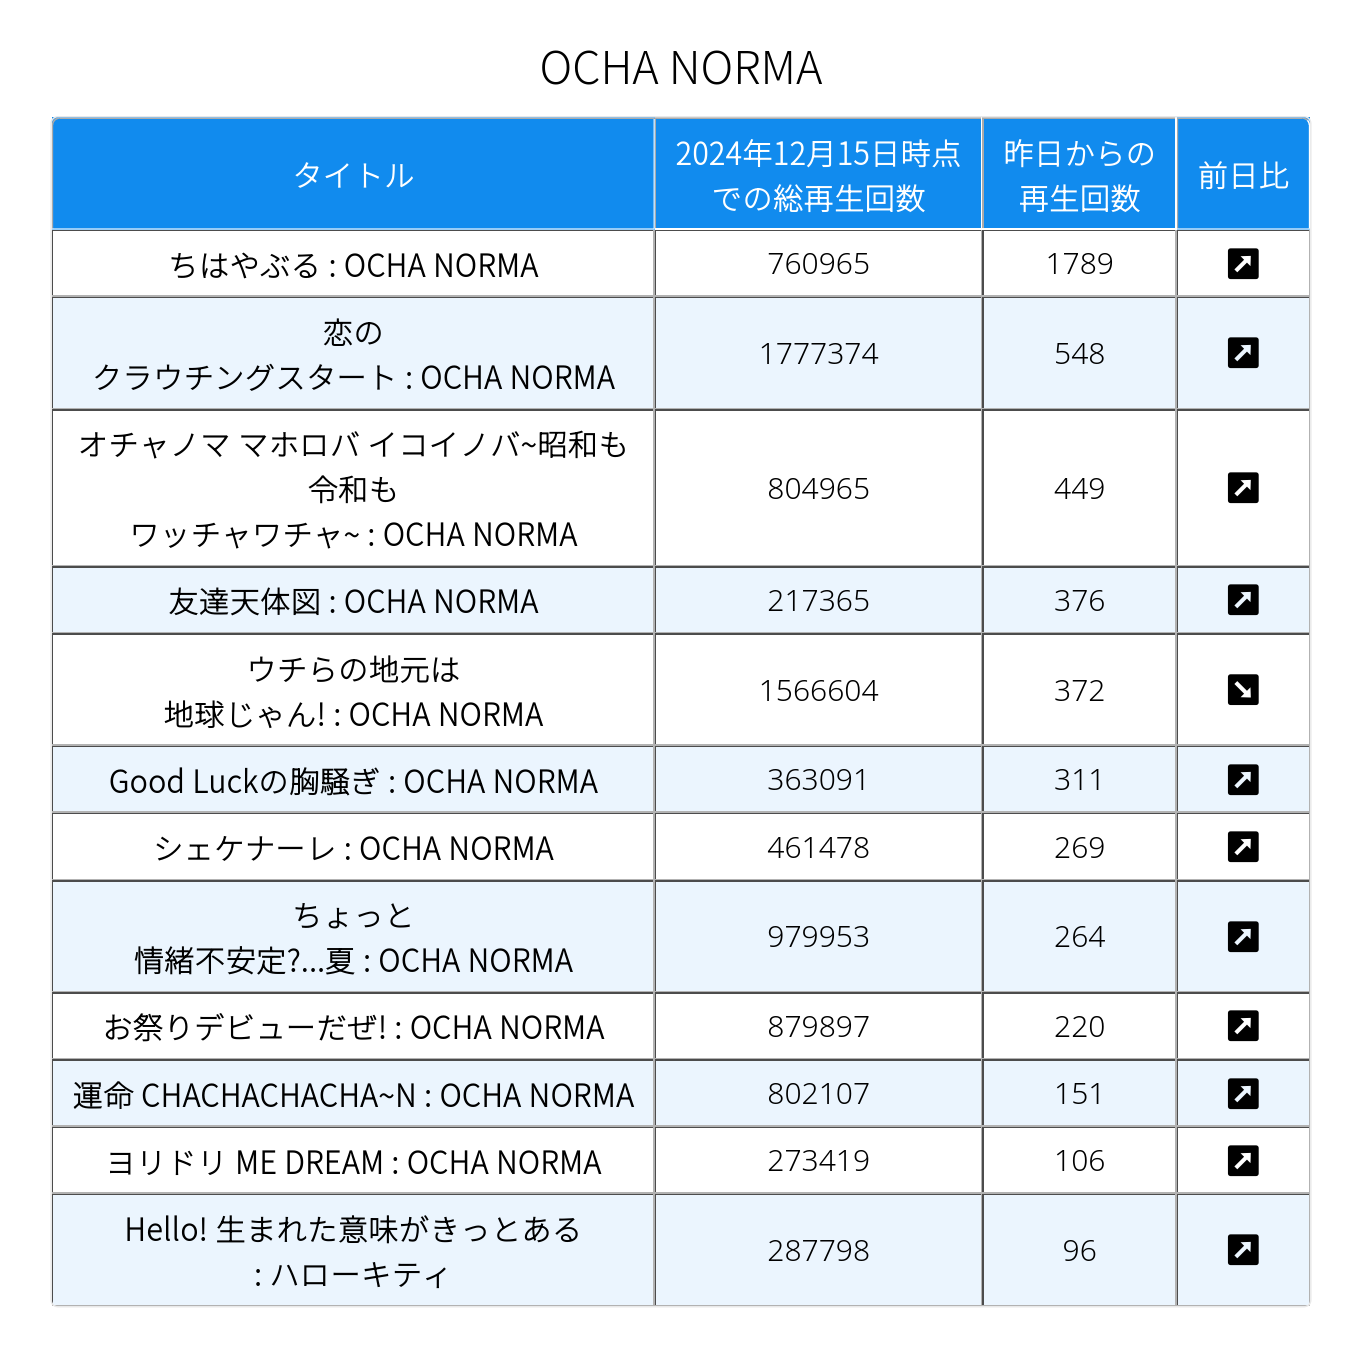 OCHA NORMA
タイトル
2024年12月15日時点
での総再生回数
昨日からの
再生回数
前日比
ちはやぶる : OCHA NORMA
760965
1789
恋の
クラウチングスタート : OCHA NORMA
1777374
548
オチャノマ マホロバ イコイノバ~昭和も
令和も
ワッチャワチャ~ : OCHA NORMA
804965
449
友達天体図 : OCHA NORMA
217365
376
ウチらの地元は
地球じゃん! : OCHA NORMA
1566604
372
Good Luckの胸騒ぎ : OCHA NORMA
363091
311
シェケナーレ : OCHA NORMA
461478
269
ちょっと
情緒不安定?...夏 : OCHA NORMA
979953
264
お祭りデビューだぜ! : OCHA NORMA
879897
220
運命 CHACHACHACHA~N : OCHA NORMA
802107
151
ヨリドリ ME DREAM : OCHA NORMA
273419
106
Hello! 生まれた意味がきっとある
: ハローキティ
287798
96